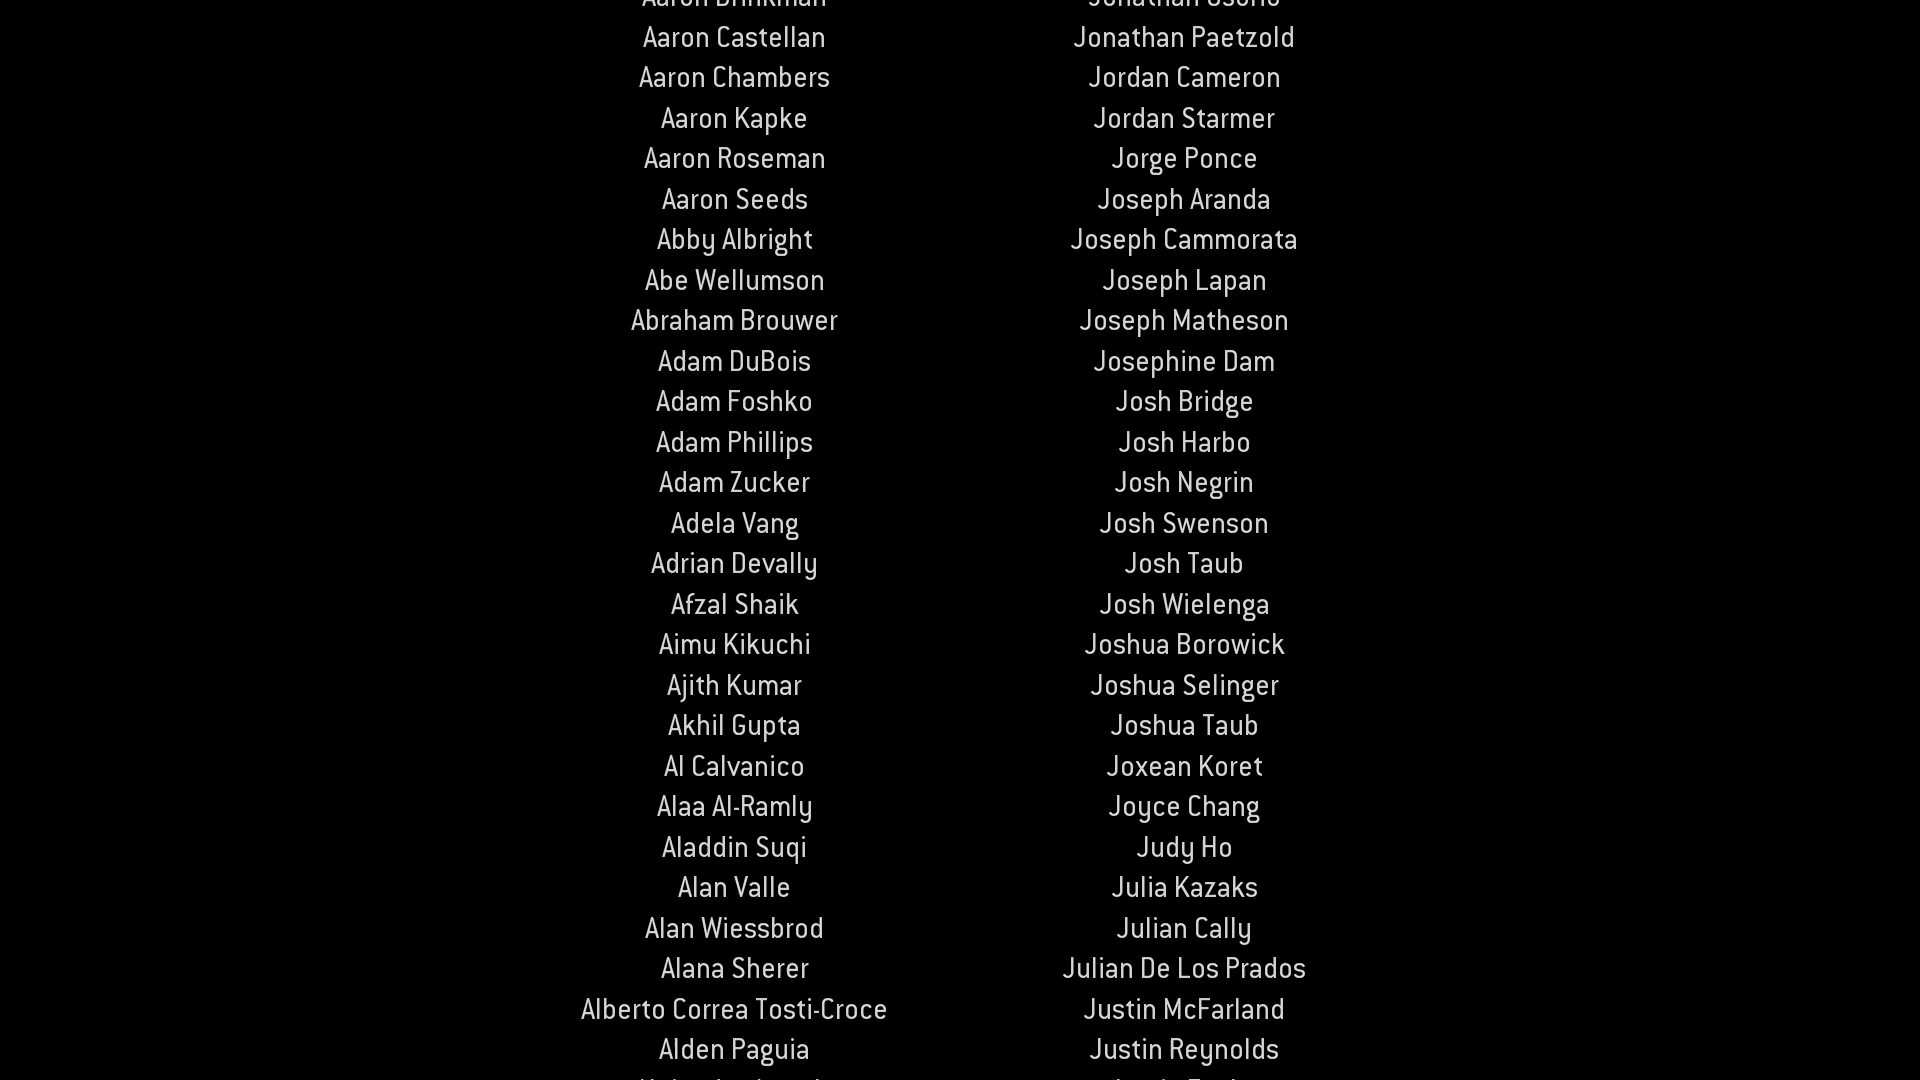 Aaron Brinkman
Aaron Castellan
Aaron Chambers
Aaron Kapke
Aaron Roseman
Aaron Seeds
Abby Albright
Abe Wellumson
Abraham Brouwer
Adam DuBois
Adam Foshko
Adam Phillips
Adam Zucker
Adela Vang
Adrian Devally
Afzal Shaik
Aimu Kikuchi
Ajith Kumar
Akhil Gupta
Al Calvanico
Alaa Al-Ramly
Aladdin Suqi
Alan Valle
Alan Wiessbrod
Alana Sherer
Alberto Correa Tosti-Croce
Alden Paguia
Jonathan Osorio
Jonathan Paetzold
Jordan Cameron
Jordan Starmer
Jorge Ponce
Joseph Aranda
Joseph Cammorata
Joseph Lapan
Joseph Matheson
Josephine Dam
Josh Bridge
Josh Harbo
Josh Negrin
Josh Swenson
Josh Taub
Josh Wielenga
Joshua Borowick
Joshua Selinger
Joshua Taub
Joxean Koret
Joyce Chang
Judy Ho
Julia Kazaks
Julian Cally
Julian De Los Prados
Justin McFarland
Justin Reynolds